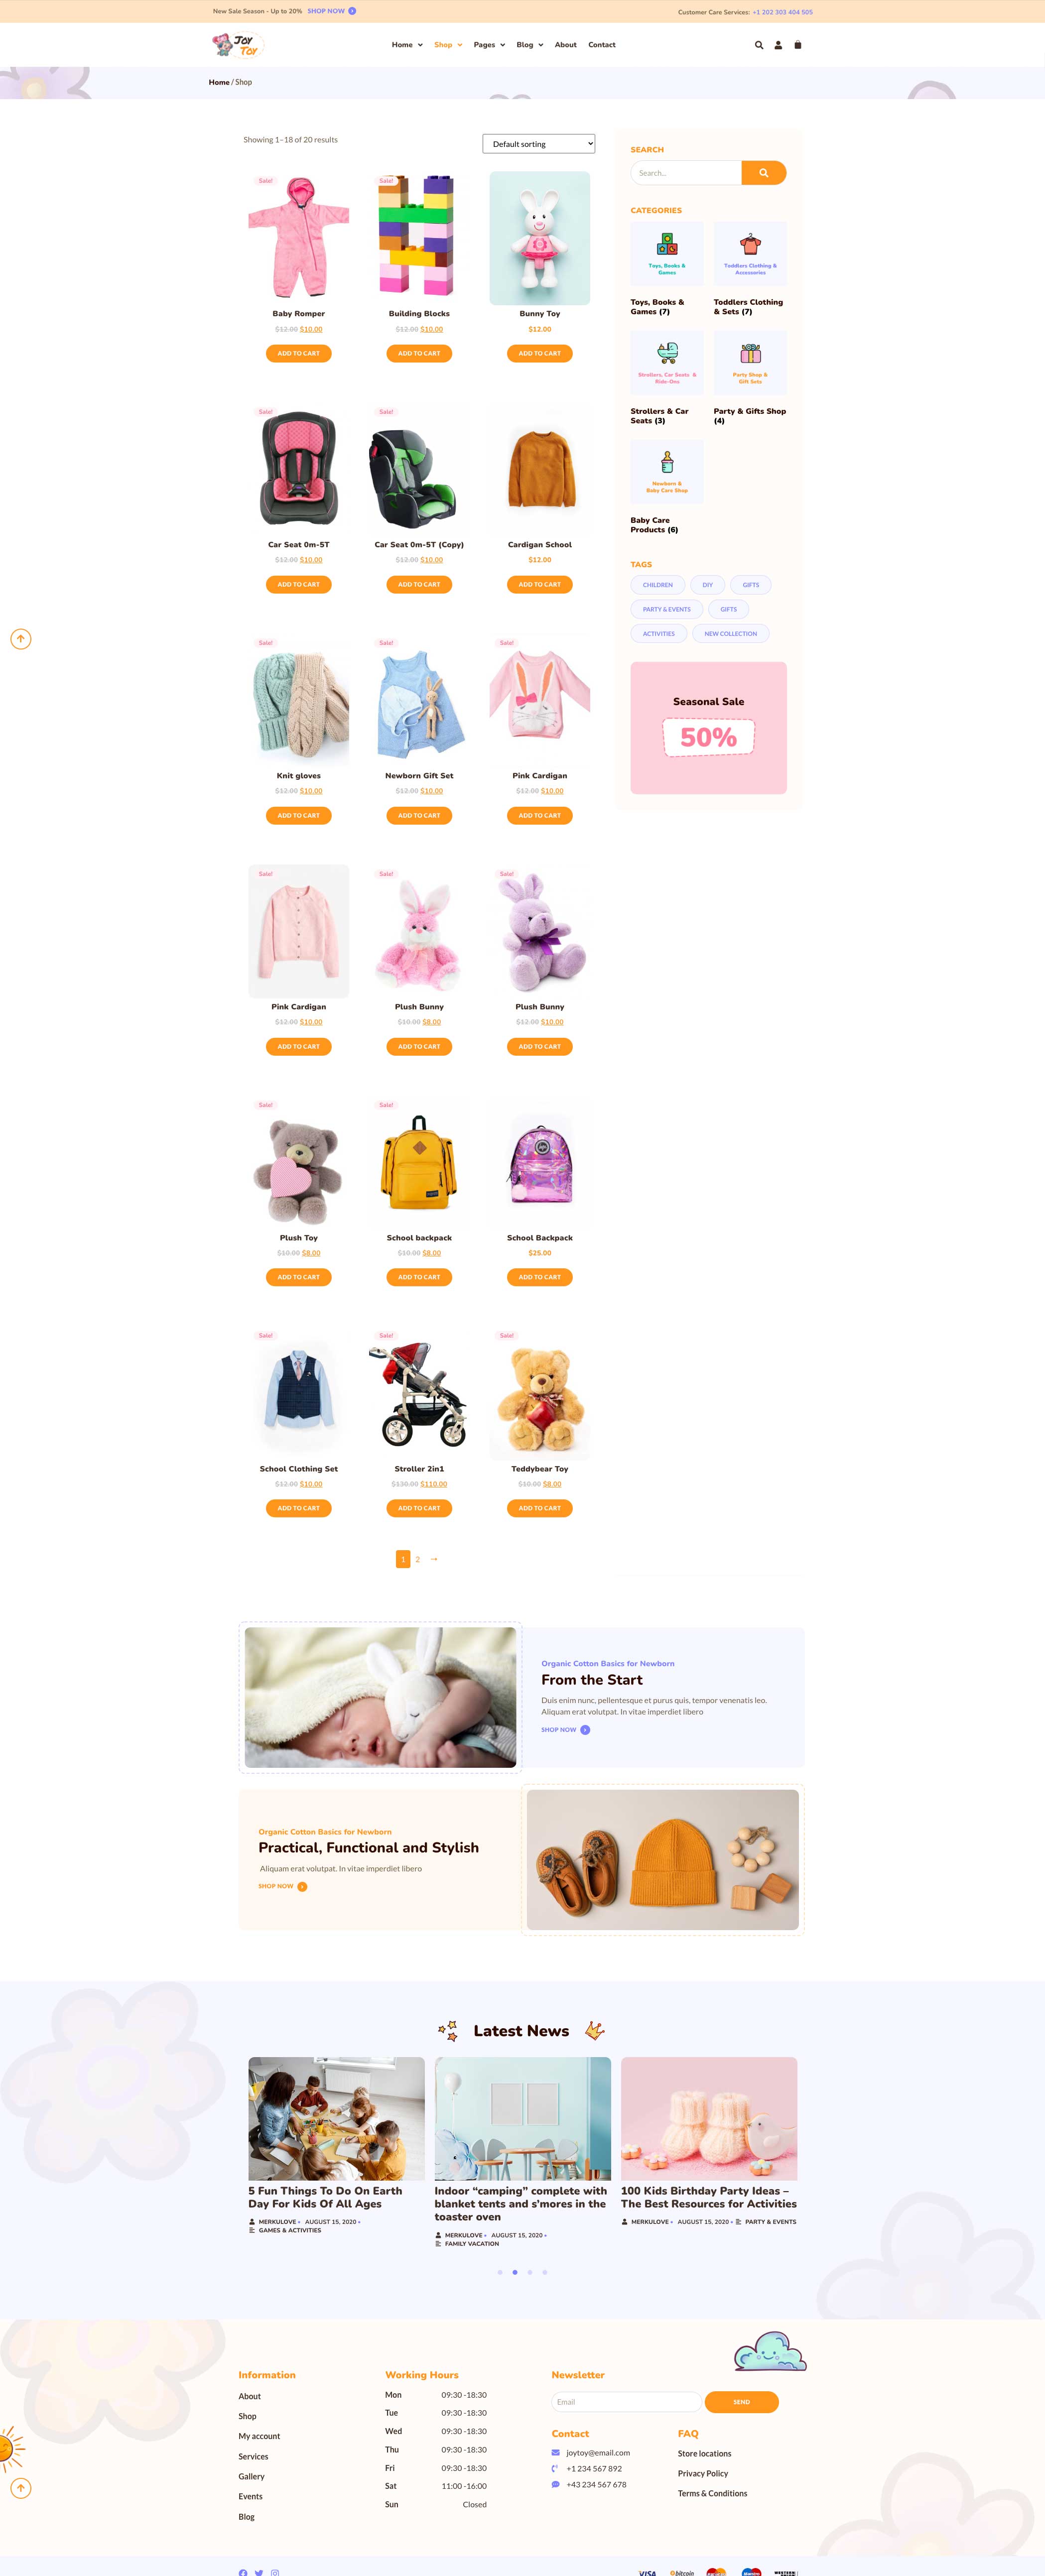 New Sale Season - Up to 20% SHOP NOW
Customer Care Services: +1 202 303 404 505
JOY
TOY
Home Shop Pages Blog About Contact
Home / Shop
Showing 1–18 of 20 results
Default sorting
Sale!
Baby Romper
$12.00 $10.00
ADD TO CART
Sale!
Building Blocks
$12.00 $10.00
ADD TO CART
Bunny Toy
$12.00
ADD TO CART
Sale!
Car Seat 0m-5T
$12.00 $10.00
ADD TO CART
Sale!
Car Seat 0m-5T (Copy)
$12.00 $10.00
ADD TO CART
Cardigan School
$12.00
ADD TO CART
Sale!
Knit gloves
$12.00 $10.00
ADD TO CART
Sale!
Newborn Gift Set
$12.00 $10.00
ADD TO CART
Sale!
Pink Cardigan
$12.00 $10.00
ADD TO CART
Sale!
Pink Cardigan
$12.00 $10.00
ADD TO CART
Sale!
Plush Bunny
$10.00 $8.00
ADD TO CART
Sale!
Plush Bunny
$12.00 $10.00
ADD TO CART
Sale!
Plush Toy
$10.00 $8.00
ADD TO CART
Sale!
School backpack
$10.00 $8.00
ADD TO CART
School Backpack
$25.00
ADD TO CART
Sale!
School Clothing Set
$12.00 $10.00
ADD TO CART
Sale!
Stroller 2in1
$130.00 $110.00
ADD TO CART
Sale!
Teddybear Toy
$10.00 $8.00
ADD TO CART
1 2 →
SEARCH
Search...
CATEGORIES
Toys, Books &
Games
Toys, Books &
Games (7)
Toddlers Clothing &
Accessories
Toddlers Clothing
& Sets (7)
Strollers, Car Seats &
Ride-Ons
Strollers & Car
Seats (3)
Party Shop &
Gift Sets
Party & Gifts Shop
(4)
Newborn &
Baby Care Shop
Baby Care
Products (6)
TAGS
CHILDREN DIY GIFTS
PARTY & EVENTS GIFTS
ACTIVITIES NEW COLLECTION
Seasonal Sale
50%
Organic Cotton Basics for Newborn
From the Start
Duis enim nunc, pellentesque et purus quis, tempor venenatis leo.
Aliquam erat volutpat. In vitae imperdiet libero
SHOP NOW
Organic Cotton Basics for Newborn
Practical, Functional and Stylish
Aliquam erat volutpat. In vitae imperdiet libero
SHOP NOW
Latest News
5 Fun Things To Do On Earth
Day For Kids Of All Ages
MERKULOVE • AUGUST 15, 2020 •
GAMES & ACTIVITIES
Indoor “camping” complete with
blanket tents and s’mores in the
toaster oven
MERKULOVE • AUGUST 15, 2020 •
FAMILY VACATION
100 Kids Birthday Party Ideas –
The Best Resources for Activities
MERKULOVE • AUGUST 15, 2020 • PARTY & EVENTS
Information
About
Shop
My account
Services
Gallery
Events
Blog
Working Hours
Mon 09:30 -18:30
Tue 09:30 -18:30
Wed 09:30 -18:30
Thu 09:30 -18:30
Fri 09:30 -18:30
Sat 11:00 -16:00
Sun Closed
Newsletter
Email
SEND
Contact
joytoy@email.com
+1 234 567 892
+43 234 567 678
FAQ
Store locations
Privacy Policy
Terms & Conditions
VISA bitcoin